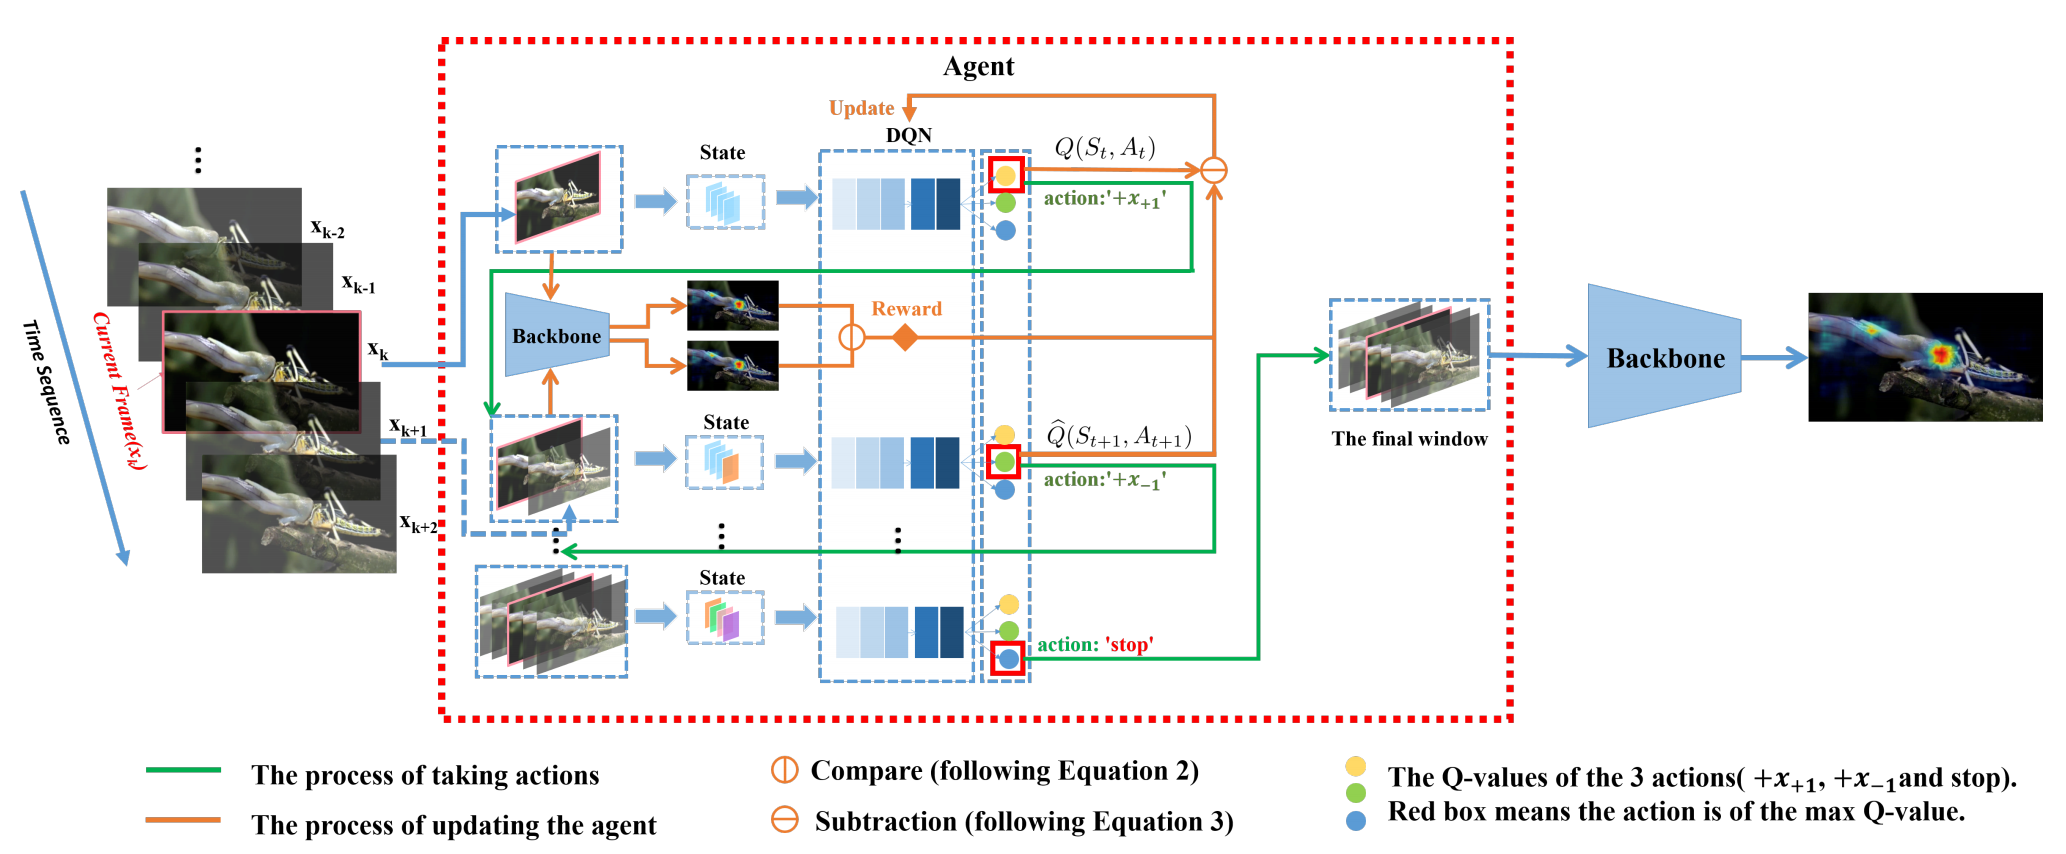 Agent
Update
DQN
State
Q(S_t, A_t)
action:'+x_{+1}'
x_{k-2}
x_{k-1}
x_k
x_{k+1}
x_{k+2}
Time Sequence
Current Frame(x_k)
Backbone
Reward
State
Q̂(S_{t+1}, A_{t+1})
action:'+x_{-1}'
State
action: 'stop'
The final window
Backbone
The process of taking actions
The process of updating the agent
Compare (following Equation 2)
Subtraction (following Equation 3)
The Q-values of the 3 actions( +x_{+1}, +x_{-1} and stop).
Red box means the action is of the max Q-value.